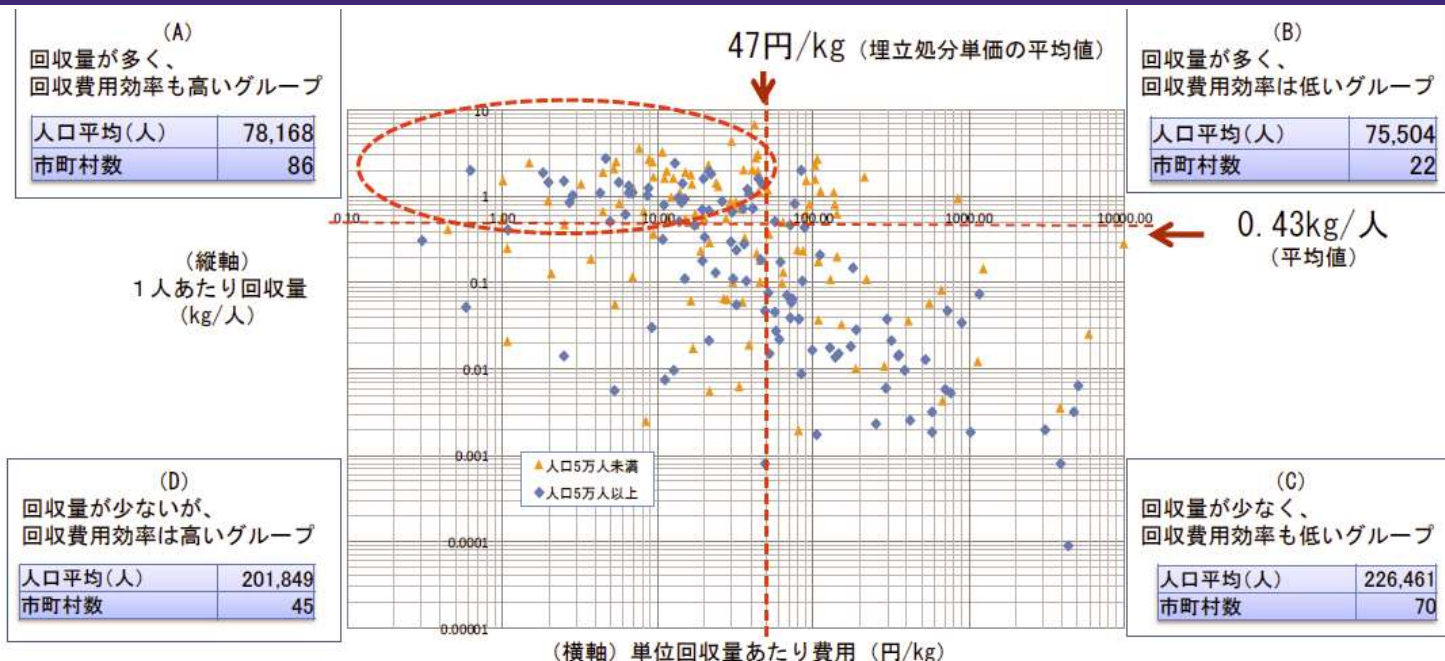 (A)
回収量が多く、
回収費用効率も高いグループ
人口平均(人) 78,168
市町村数 86
47円/kg (埋立処分単価の平均値)
(B)
回収量が多く、
回収費用効率は低いグループ
人口平均(人) 75,504
市町村数 22
(縦軸)
1人あたり回収量
(kg/人)
10
1
0.10 1.00 10.00 100.00 1000.00 10000.00
0.1
0.01
0.001
0.0001
0.00001
0.43kg/人
(平均値)
人口5万人未満
人口5万人以上
(D)
回収量が少ないが、
回収費用効率は高いグループ
人口平均(人) 201,849
市町村数 45
(C)
回収量が少なく、
回収費用効率も低いグループ
人口平均(人) 226,461
市町村数 70
(横軸) 単位回収量あたり費用 (円/kg)